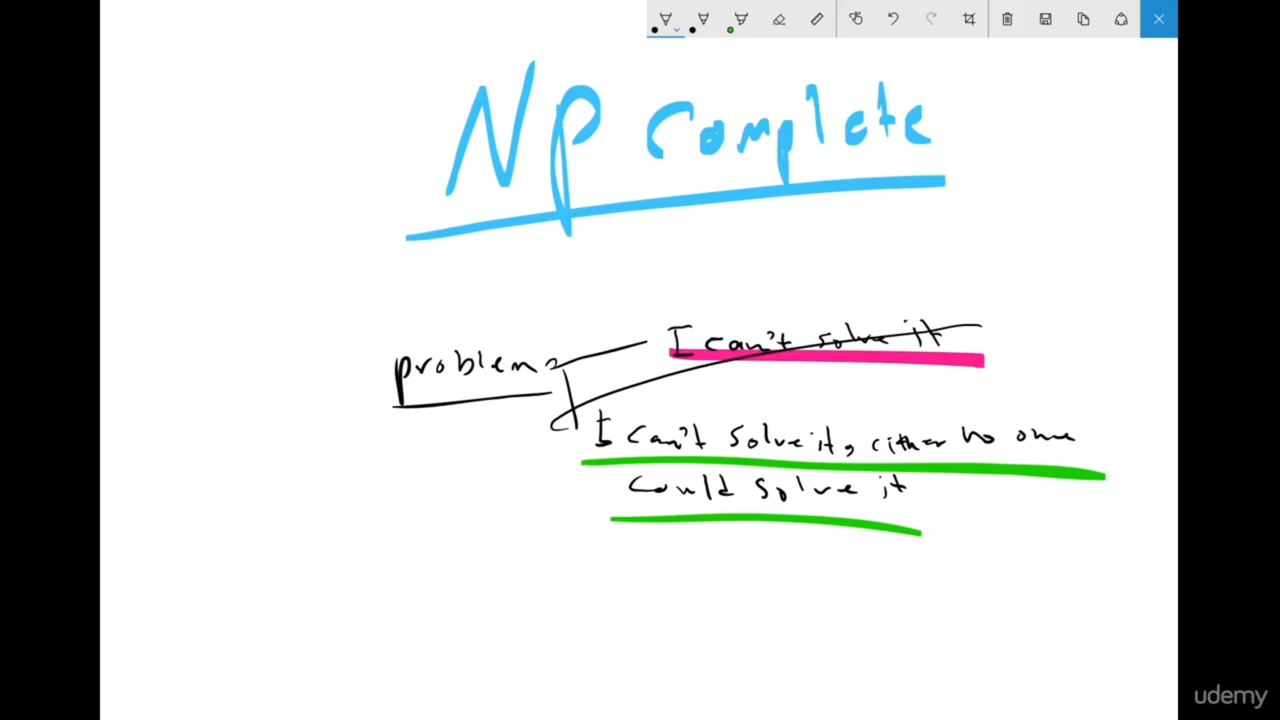 NP complete
I can't solve it
problem
I can't solve it, either no one
could solve it
udemy